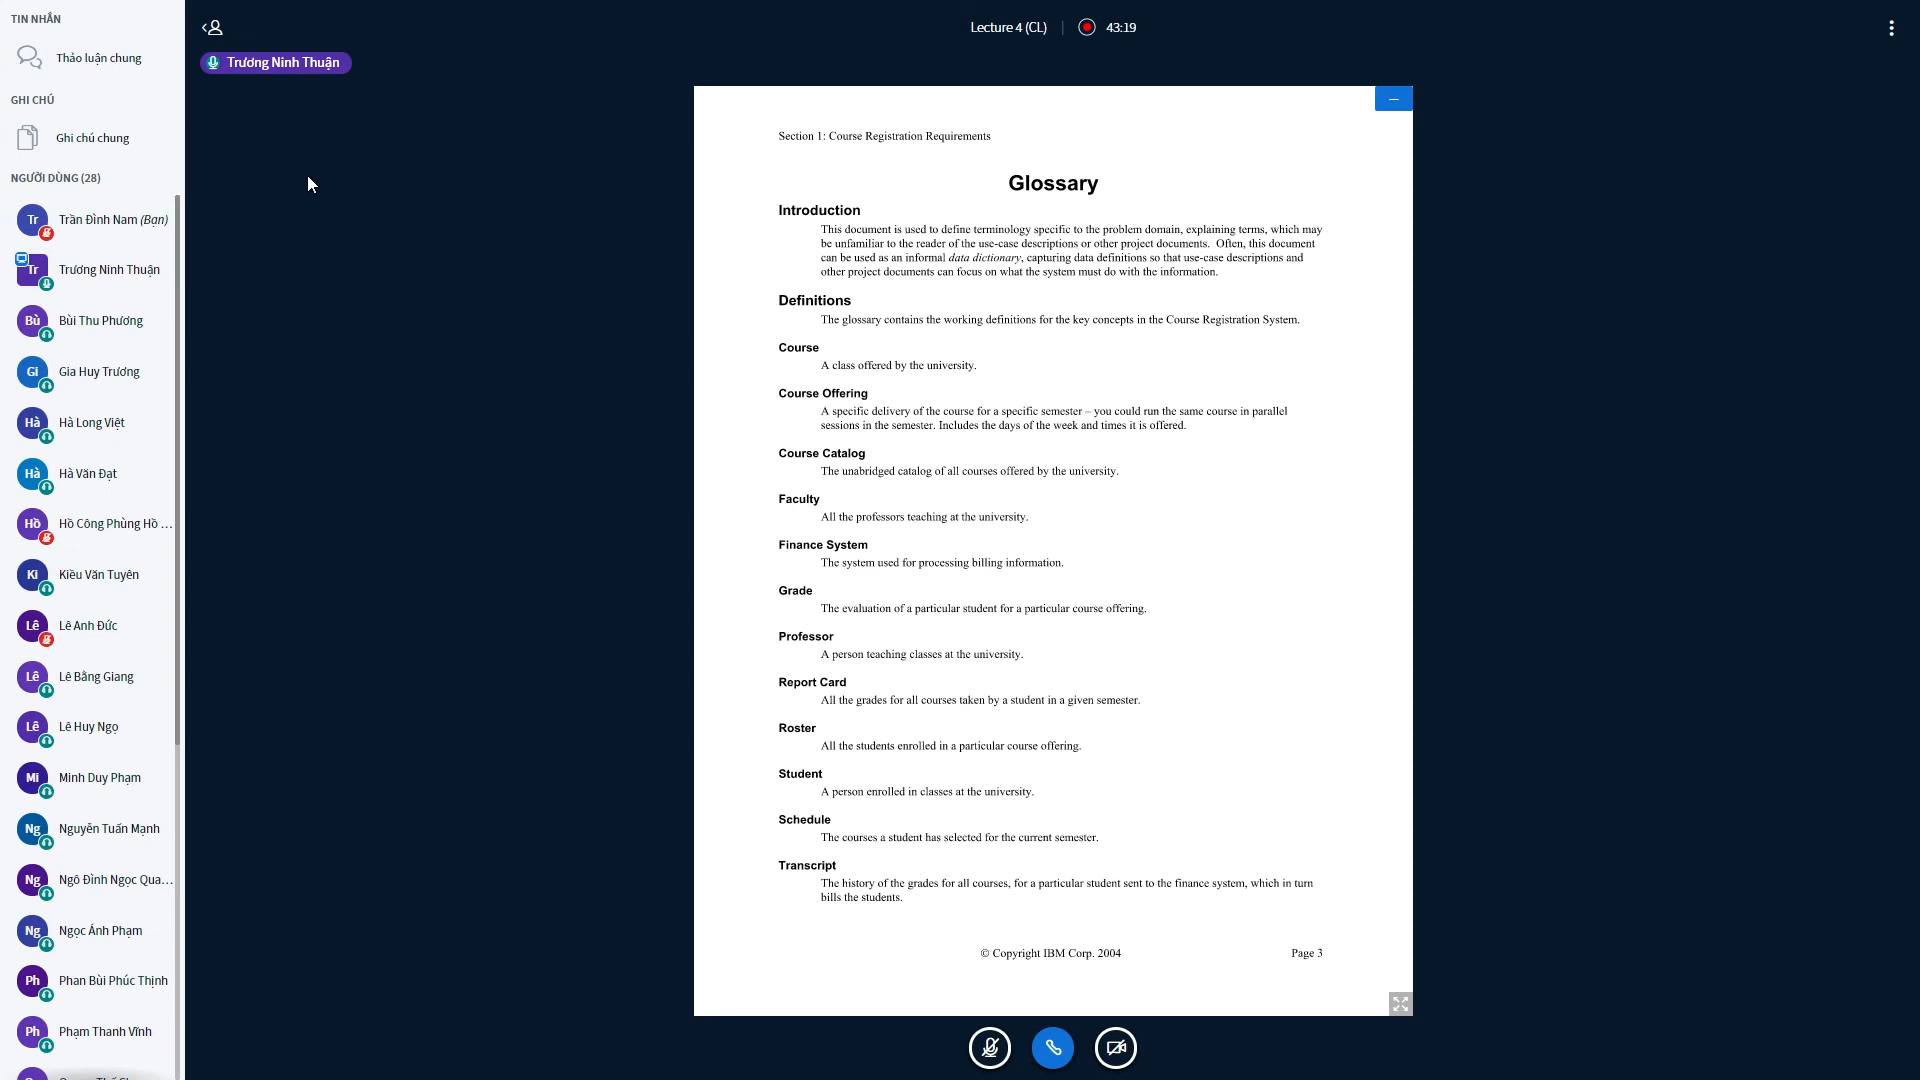 TIN NHẮN
Thảo luận chung
GHI CHÚ
Ghi chú chung
NGƯỜI DÙNG (28)
Tr
Trần Đình Nam (Bạn)
Tr
Trương Ninh Thuận
Bù
Bùi Thu Phương
Gi
Gia Huy Trương
Hà
Hà Long Việt
Hà
Hà Văn Đạt
Hồ
Hồ Công Phùng Hồ ...
Ki
Kiều Văn Tuyên
Lê
Lê Anh Đức
Lê
Lê Bằng Giang
Lê
Lê Huy Ngọ
Mi
Minh Duy Phạm
Ng
Nguyễn Tuấn Mạnh
Ng
Ngô Đình Ngọc Qua...
Ng
Ngọc Ánh Phạm
Ph
Phan Bùi Phúc Thịnh
Ph
Phạm Thanh Vĩnh
Lecture 4 (CL)
43:19
Trương Ninh Thuận
Section 1: Course Registration Requirements
Glossary
Introduction
This document is used to define terminology specific to the problem domain, explaining terms, which may
be unfamiliar to the reader of the use-case descriptions or other project documents. Often, this document
can be used as an informal data dictionary, capturing data definitions so that use-case descriptions and
other project documents can focus on what the system must do with the information.
Definitions
The glossary contains the working definitions for the key concepts in the Course Registration System.
Course
A class offered by the university.
Course Offering
A specific delivery of the course for a specific semester – you could run the same course in parallel
sessions in the semester. Includes the days of the week and times it is offered.
Course Catalog
The unabridged catalog of all courses offered by the university.
Faculty
All the professors teaching at the university.
Finance System
The system used for processing billing information.
Grade
The evaluation of a particular student for a particular course offering.
Professor
A person teaching classes at the university.
Report Card
All the grades for all courses taken by a student in a given semester.
Roster
All the students enrolled in a particular course offering.
Student
A person enrolled in classes at the university.
Schedule
The courses a student has selected for the current semester.
Transcript
The history of the grades for all courses, for a particular student sent to the finance system, which in turn
bills the students.
© Copyright IBM Corp. 2004
Page 3